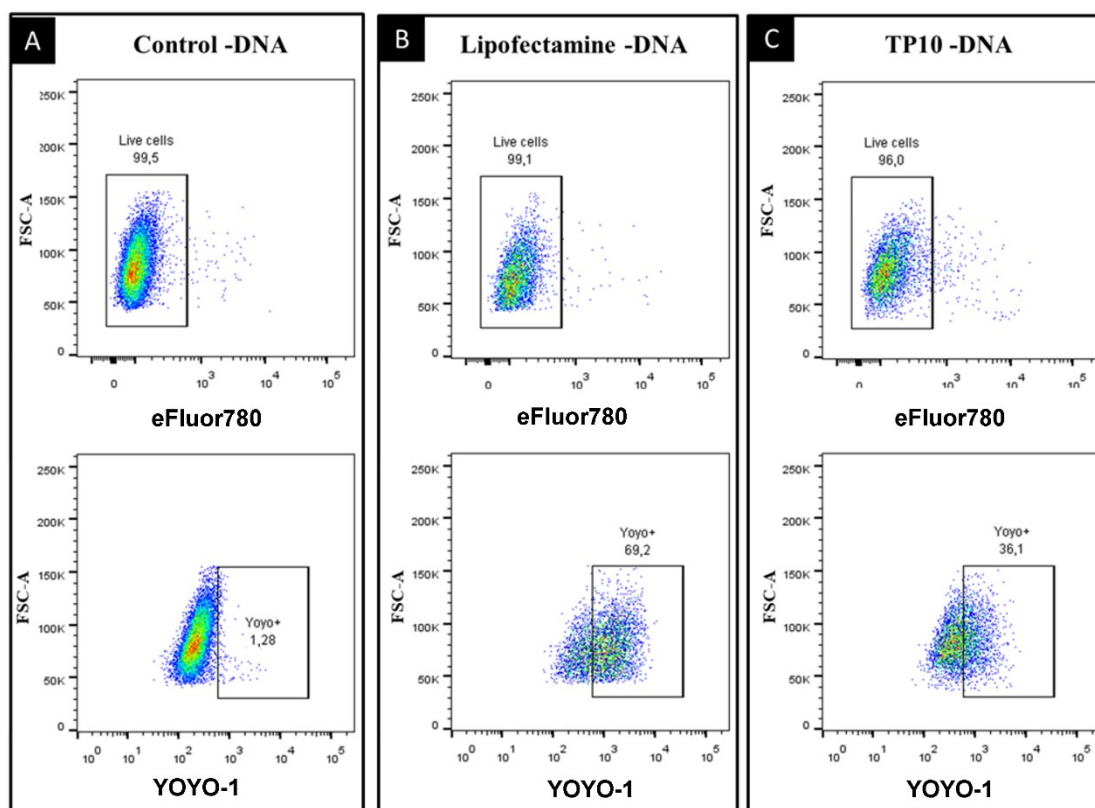 A
Control -DNA
250K
200K
150K
100K
50K
0
FSC-A
Live cells
99,5
0
10^3
10^4
10^5
eFluor780
250K
200K
150K
100K
50K
0
FSC-A
Yoyo+
1,28
10^0
10^1
10^2
10^3
10^4
10^5
YOYO-1
B
Lipofectamine -DNA
250K
200K
150K
100K
50K
0
FSC-A
Live cells
99,1
0
10^3
10^4
10^5
eFluor780
250K
200K
150K
100K
50K
0
FSC-A
Yoyo+
69,2
10^0
10^1
10^2
10^3
10^4
10^5
YOYO-1
C
TP10 -DNA
250K
200K
150K
100K
50K
0
FSC-A
Live cells
96,0
0
10^3
10^4
10^5
eFluor780
250K
200K
150K
100K
50K
0
FSC-A
Yoyo+
36,1
10^0
10^1
10^2
10^3
10^4
10^5
YOYO-1